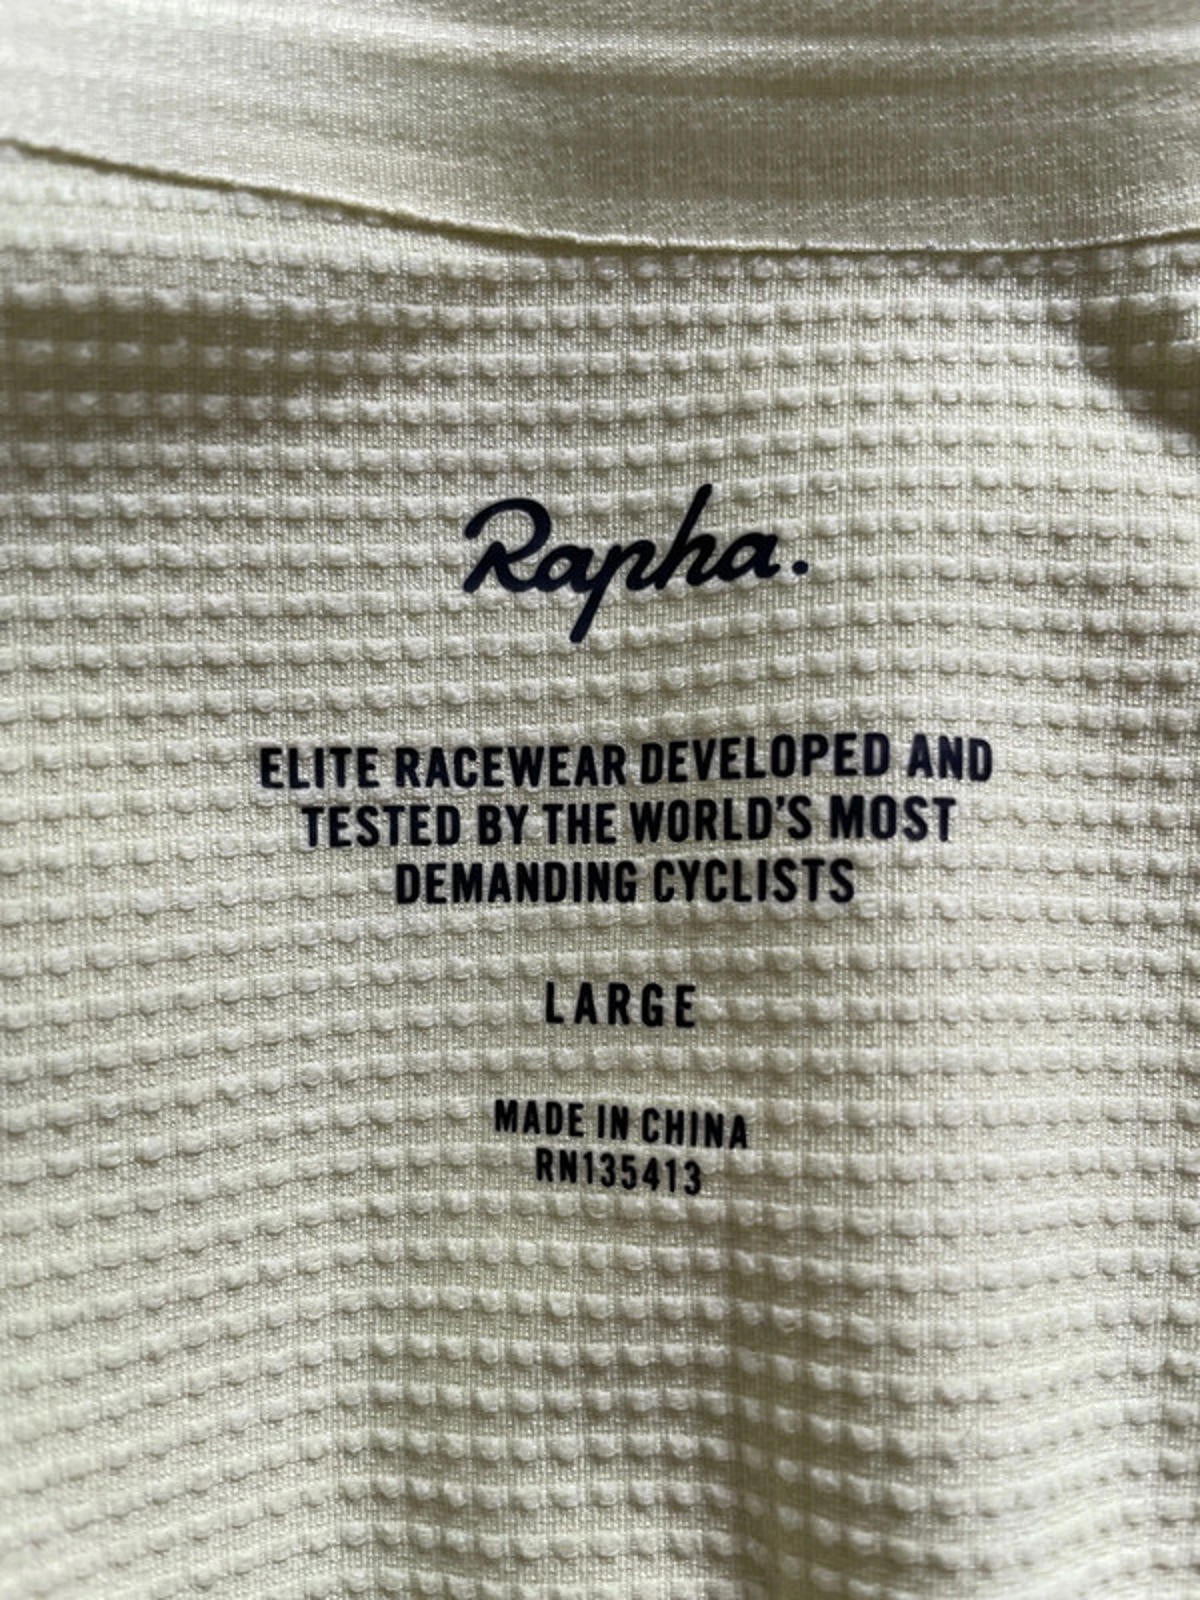 Rapha.
ELITE RACEWEAR DEVELOPED AND
TESTED BY THE WORLD'S MOST
DEMANDING CYCLISTS
LARGE
MADE IN CHINA
RN135413